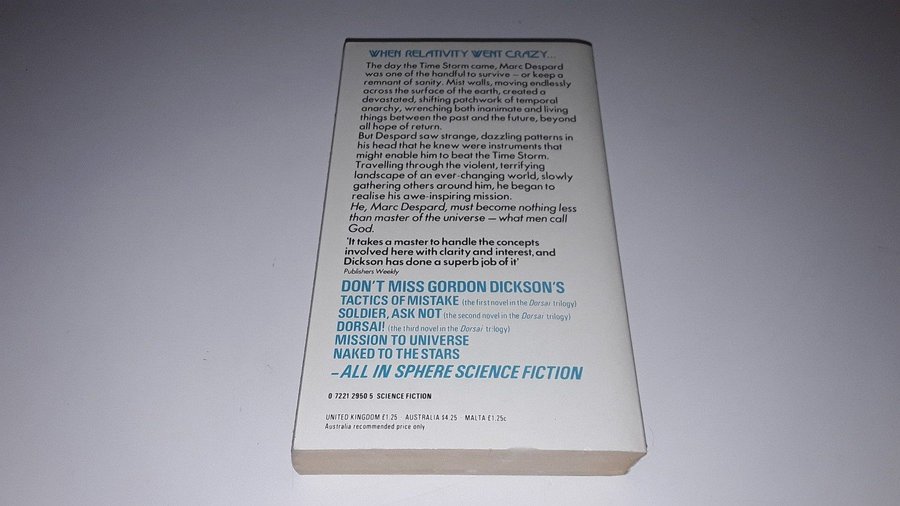 WHEN RELATIVITY WENT CRAZY...
The day the Time Storm came, Marc Despard
was one of the handful to survive – or keep a
remnant of sanity. Mist walls, moving endlessly
across the surface of the earth, created a
devastated, shifting patchwork of temporal
anarchy, wrenching both inanimate and living
things between the past and the future, beyond
all hope of return.
But Despard saw strange, dazzling patterns in
his head that he knew were instruments that
might enable him to beat the Time Storm.
Travelling through the violent, terrifying
landscape of an ever-changing world, slowly
gathering others around him, he began to
realise his awe-inspiring mission.
He, Marc Despard, must become nothing less
than master of the universe – what men call
God.
'It takes a master to handle the concepts
involved here with clarity and interest, and
Dickson has done a superb job of it'
Publishers Weekly
DON'T MISS GORDON DICKSON'S
TACTICS OF MISTAKE (the first novel in the Dorsai trilogy)
SOLDIER, ASK NOT (the second novel in the Dorsai trilogy)
DORSAI! (the third novel in the Dorsai trilogy)
MISSION TO UNIVERSE
NAKED TO THE STARS
–ALL IN SPHERE SCIENCE FICTION
0 7221 2950 5 SCIENCE FICTION
UNITED KINGDOM £1.25 · AUSTRALIA $4.25 · MALTA £1.25c
Australia recommended price only